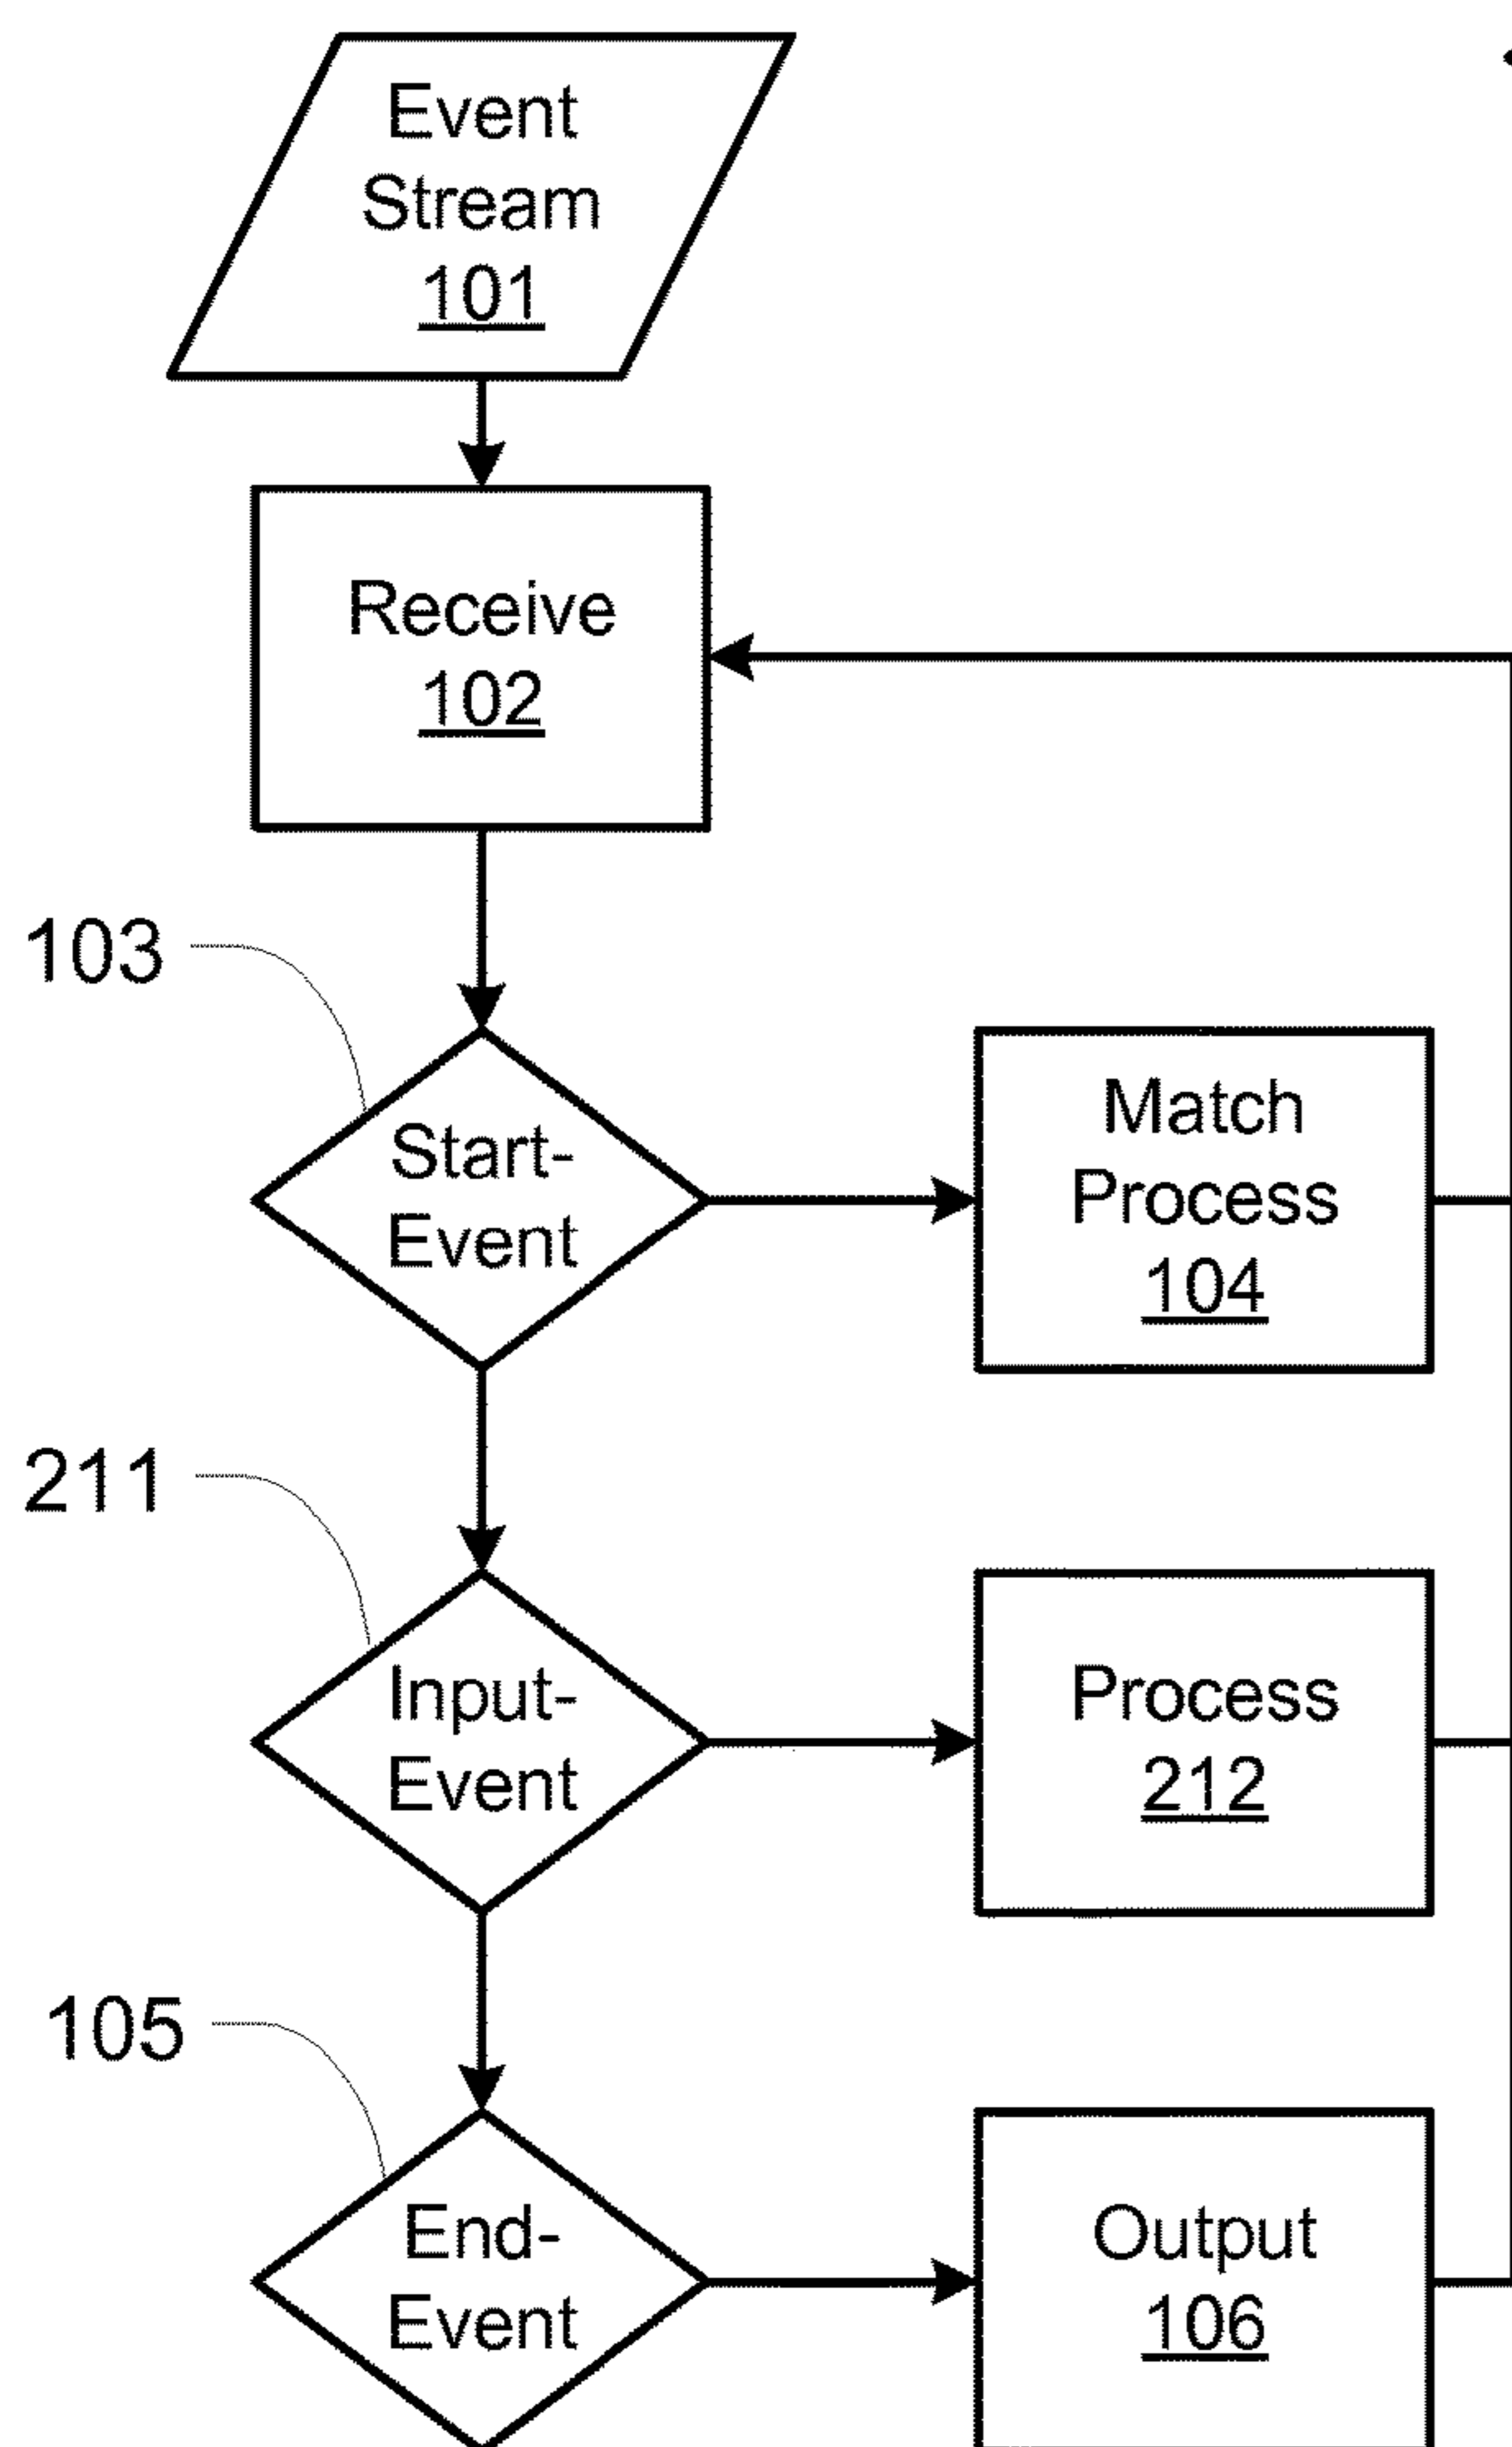 Event
Stream
101
Receive
102
103
Start-
Event
Match
Process
104
211
Input-
Event
Process
212
105
End-
Event
Output
106